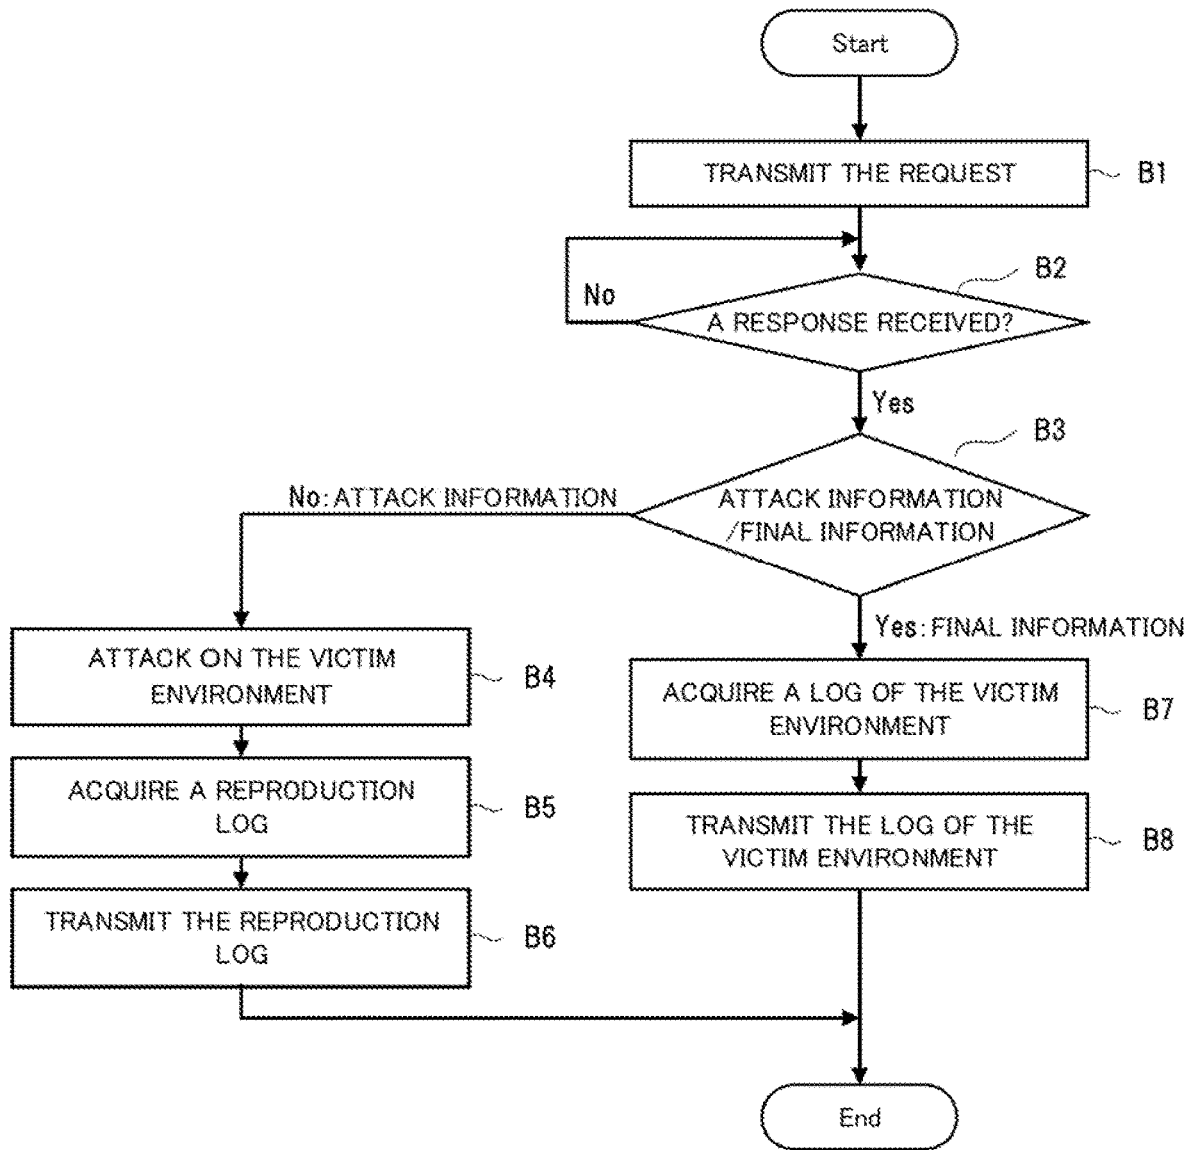 Start
TRANSMIT THE REQUEST
B1
B2
No
A RESPONSE RECEIVED?
Yes
B3
No: ATTACK INFORMATION
ATTACK INFORMATION
/FINAL INFORMATION
Yes: FINAL INFORMATION
ATTACK ON THE VICTIM
ENVIRONMENT
B4
ACQUIRE A REPRODUCTION
LOG
B5
TRANSMIT THE REPRODUCTION
LOG
B6
ACQUIRE A LOG OF THE VICTIM
ENVIRONMENT
B7
TRANSMIT THE LOG OF THE
VICTIM ENVIRONMENT
B8
End